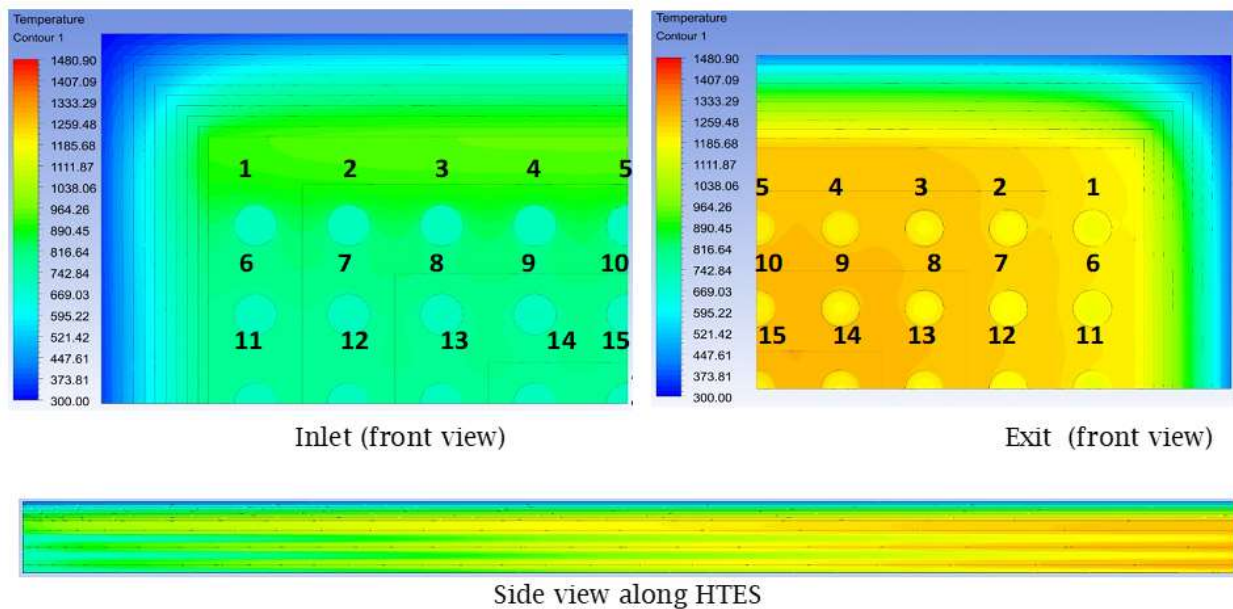 Temperature
Contour 1
1480.90
1407.09
1333.29
1259.48
1185.68
1111.87
1038.06
964.26
890.45
816.64
742.84
669.03
595.22
521.42
447.61
373.81
300.00
1 2 3 4 5
6 7 8 9 10
11 12 13 14 15
Inlet (front view)
Temperature
Contour 1
1480.90
1407.09
1333.29
1259.48
1185.68
1111.87
1038.06
964.26
890.45
816.64
742.84
669.03
595.22
521.42
447.61
373.81
300.00
5 4 3 2 1
10 9 8 7 6
15 14 13 12 11
Exit (front view)
Side view along HTES